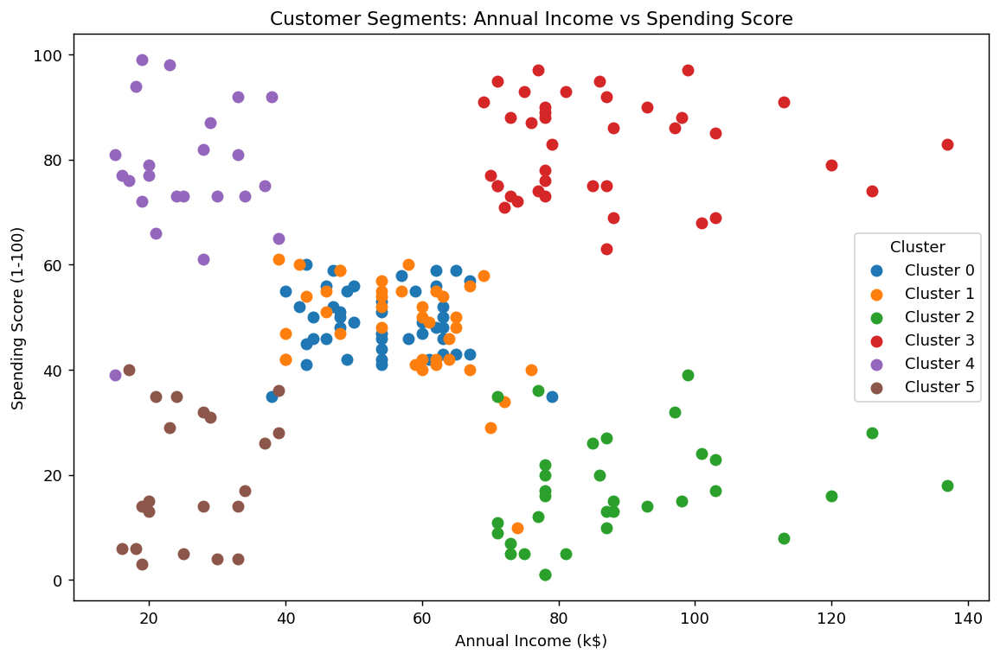 Customer Segments: Annual Income vs Spending Score
Spending Score (1-100)
100
80
60
40
20
0
Cluster
Cluster 0
Cluster 1
Cluster 2
Cluster 3
Cluster 4
Cluster 5
20 40 60 80 100 120 140
Annual Income (k$)